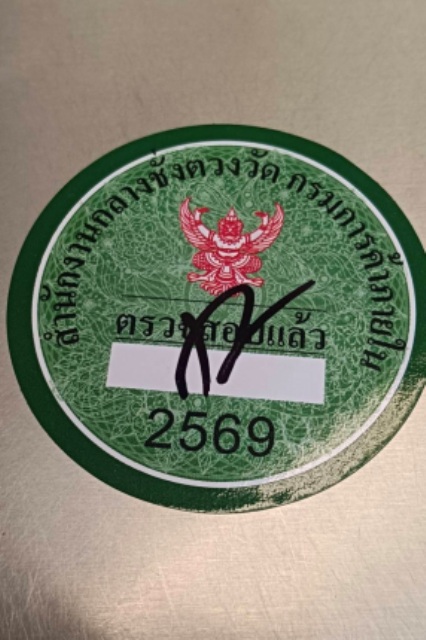 สำนักงานกลางชั่งตวงวัด กรมการค้าภายใน
ตรวจสอบแล้ว
2569